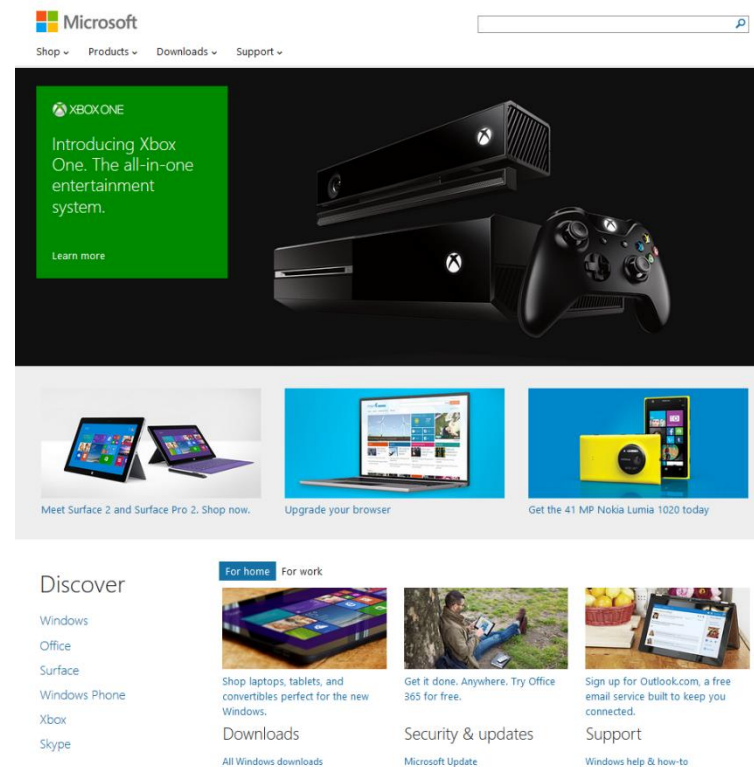 Microsoft
Shop Products Downloads Support
XBOX ONE
Introducing Xbox
One. The all-in-one
entertainment
system.
Learn more
Meet Surface 2 and Surface Pro 2. Shop now.
Upgrade your browser
Get the 41 MP Nokia Lumia 1020 today
Discover
Windows
Office
Surface
Windows Phone
Xbox
Skype
For home For work
Shop laptops, tablets, and
convertibles perfect for the new
Windows.
Get it done. Anywhere. Try Office
365 for free.
Sign up for Outlook.com, a free
email service built to keep you
connected.
Downloads
All Windows downloads
Security & updates
Microsoft Update
Support
Windows help & how-to